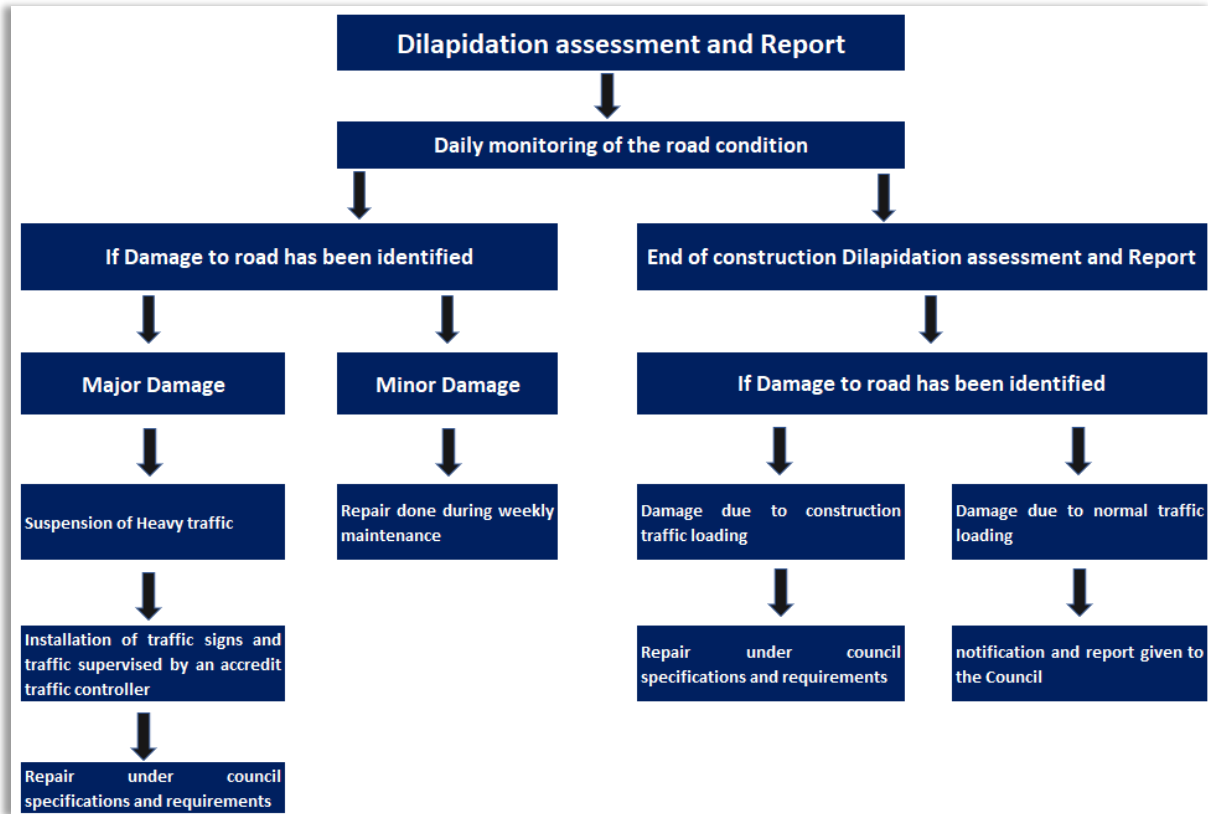 Dilapidation assessment and Report
Daily monitoring of the road condition
If Damage to road has been identified
End of construction Dilapidation assessment and Report
Major Damage
Minor Damage
If Damage to road has been identified
Suspension of Heavy traffic
Repair done during weekly
maintenance
Damage due to construction
traffic loading
Damage due to normal traffic
loading
Installation of traffic signs and
traffic supervised by an accredit
traffic controller
Repair under council
specifications and requirements
notification and report given to
the Council
Repair under council
specifications and requirements